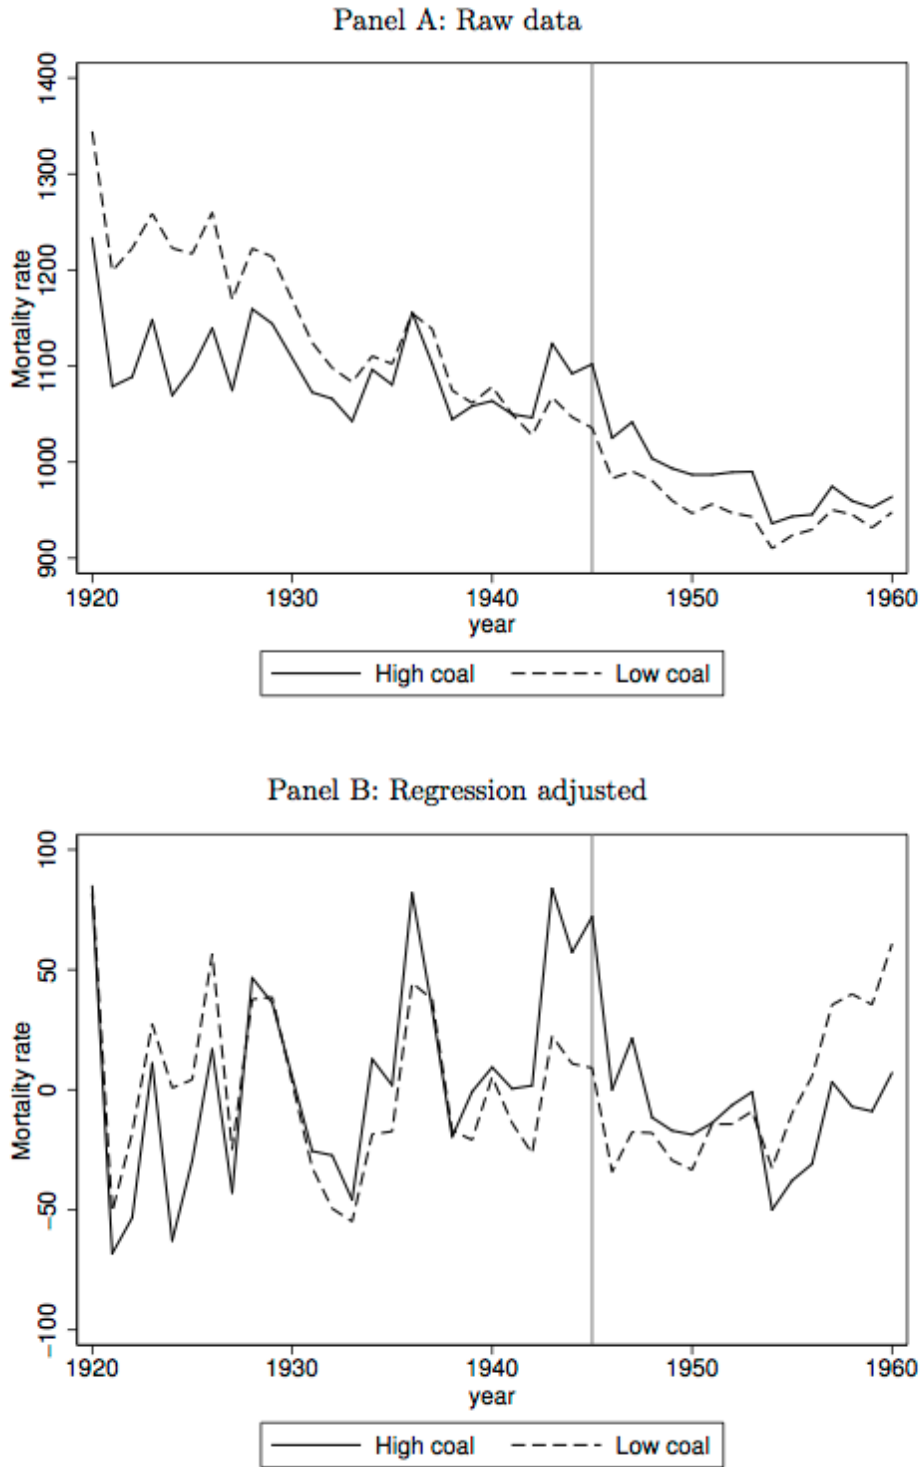 Panel A: Raw data
Mortality rate
1400
1300
1200
1100
1000
900
1920
1930
1940
1950
1960
year
High coal
Low coal
Panel B: Regression adjusted
Mortality rate
100
50
0
−50
−100
1920
1930
1940
1950
1960
year
High coal
Low coal